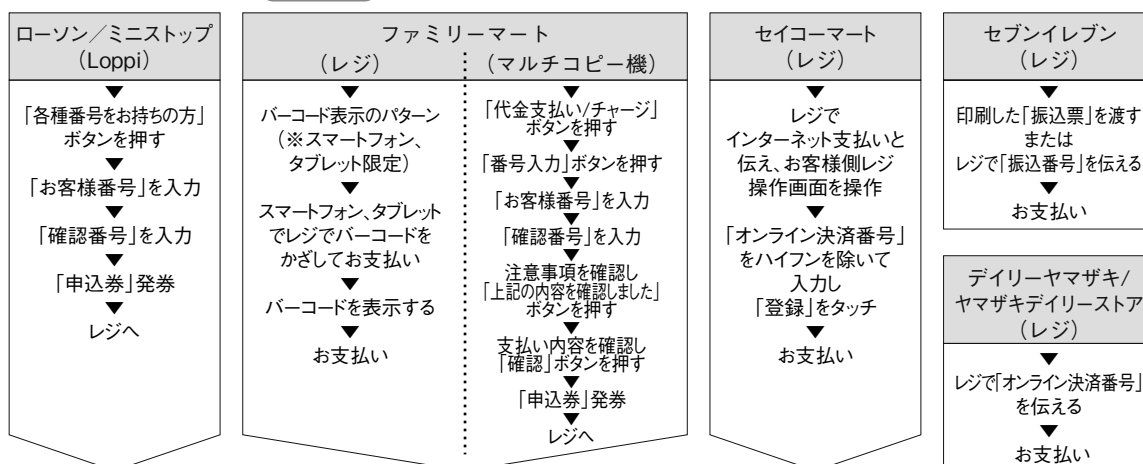 ローソン／ミニストップ
(Loppi)
「各種番号をお持ちの方」
ボタンを押す
▼
「お客様番号」を入力
▼
「確認番号」を入力
▼
「申込券」発券
▼
レジへ
ファミリーマート
(レジ)
バーコード表示のパターン
(※スマートフォン、
タブレット限定)
▼
スマートフォン、タブレット
でレジでバーコードを
かざしてお支払い
▼
バーコードを表示する
▼
お支払い
(マルチコピー機)
「代金支払い/チャージ」
ボタンを押す
▼
「番号入力」ボタンを押す
▼
「お客様番号」を入力
▼
「確認番号」を入力
▼
注意事項を確認し
「上記の内容を確認しました」
ボタンを押す
▼
支払い内容を確認し
「確認」ボタンを押す
▼
「申込券」発券
▼
レジへ
セイコーマート
(レジ)
▼
レジで
インターネット支払いと
伝え、お客様側レジ
操作画面を操作
▼
「オンライン決済番号」
をハイフンを除いて
入力し
「登録」をタッチ
▼
お支払い
セブンイレブン
(レジ)
▼
印刷した「振込票」を渡す
または
レジで「振込番号」を伝える
▼
お支払い
デイリーヤマザキ/
ヤマザキデイリーストア
(レジ)
▼
レジで「オンライン決済番号」
を伝える
▼
お支払い